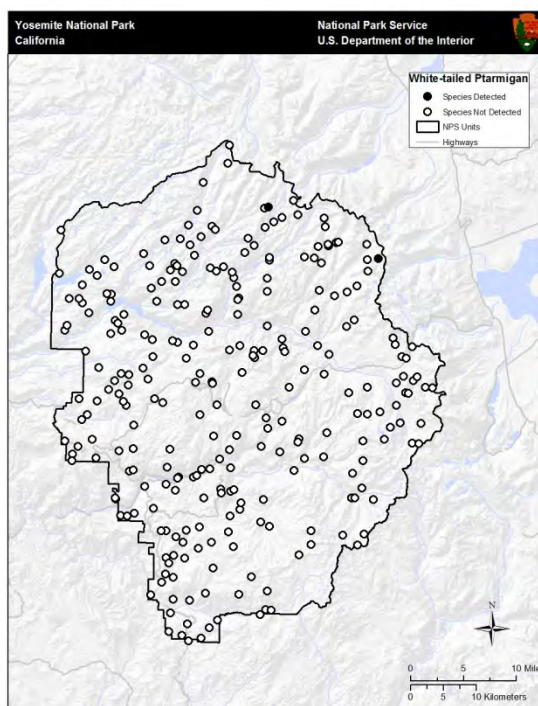 Yosemite National Park
California
National Park Service
U.S. Department of the Interior
White-tailed Ptarmigan
Species Detected
Species Not Detected
NPS Units
Highways
N
0 5 10 Miles
0 5 10 Kilometers